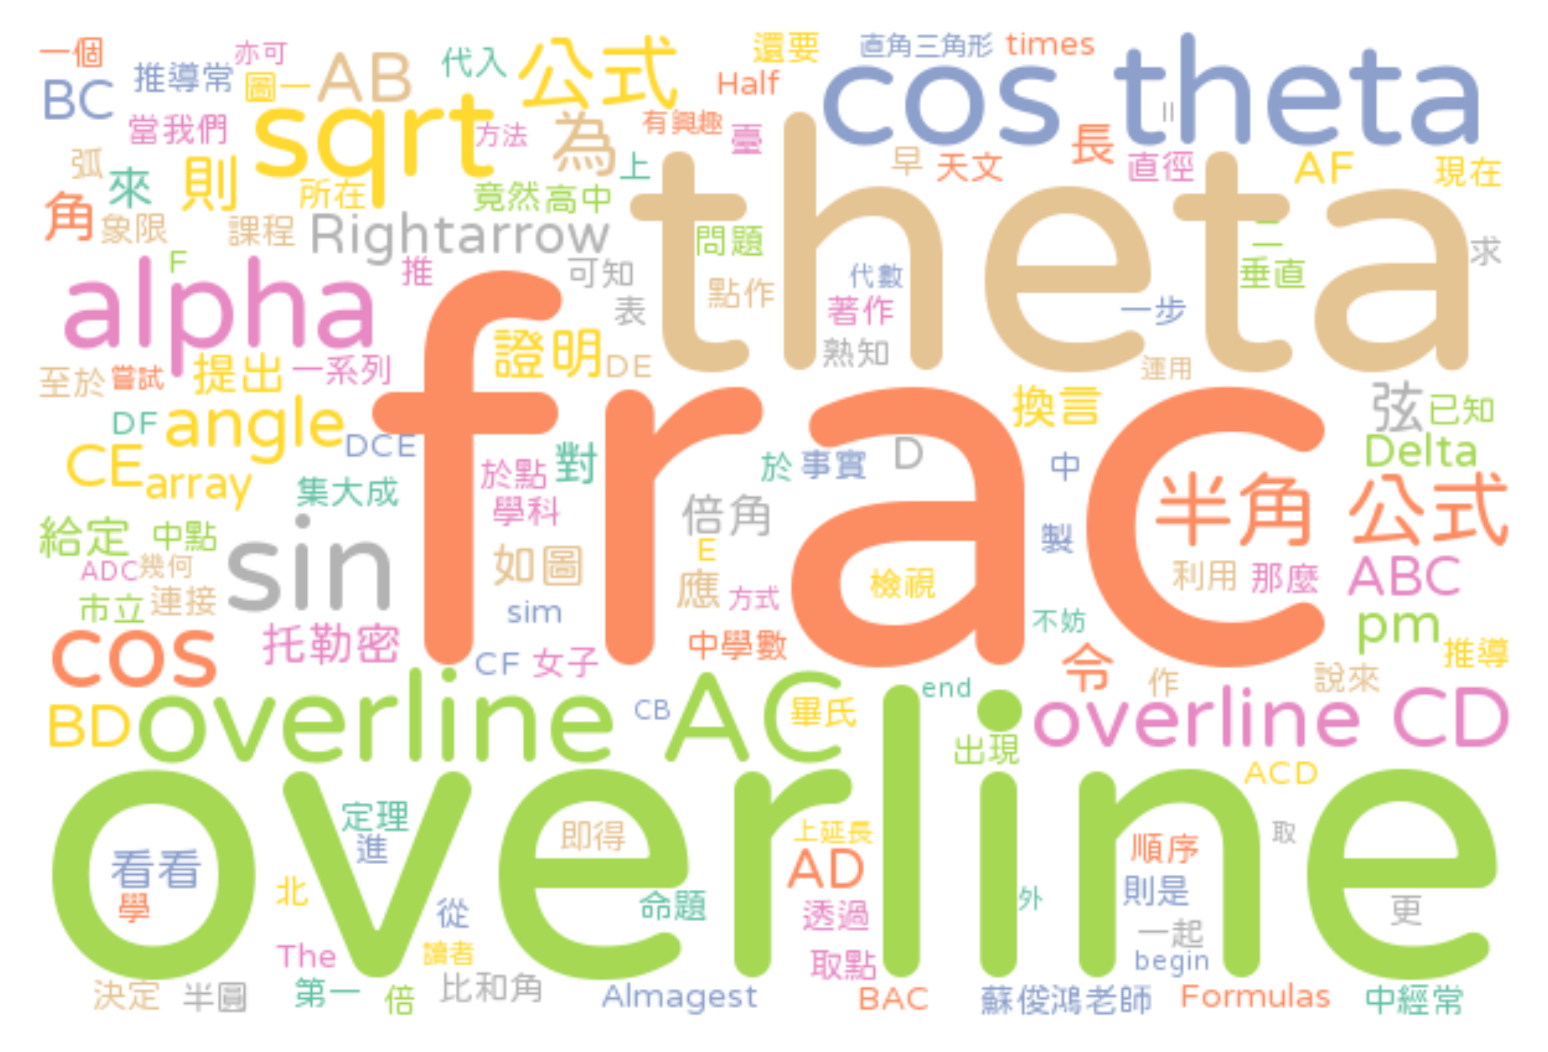 一個
亦可
BC
推導常
圖一
AB
代入
公式
Half
還要
直角三角形
times
cos theta
當我們
sqrt
方法
為
有興趣
臺
上
早
天文
長
直徑
AF
現在
弧
來
則
所在
竟然
高中
角
象限
課程
Rightarrow
theta
問題
二
垂直
求
F
alpha
推
可知
表
點作
代數
著作
一步
熟知
運用
至於
嘗試
提出
一系列
證明
DE
frac
換言
弦
已知
DF
angle
DCE
Delta
CE
array
集大成
於點
對
學科
倍角
於
事實
D
中
半角
公式
給定
中點
sin
如圖
E
製
ADC
幾何
市立
連接
sim
應
方式
檢視
不妨
利用
那麼
ABC
pm
cos
托勒密
CF
女子
中學數
令
作
說來
推導
BD
overline AC
CB
畢氏
end
出現
overline CD
ACD
overline
定理
進
即得
上延長
AD
順序
取
看看
學
北
從
命題
透過
外
則是
更
The
讀者
取點
一起
begin
決定
半圓
第一
倍
比和角
Almagest
BAC
蘇俊鴻老師
Formulas
中經常